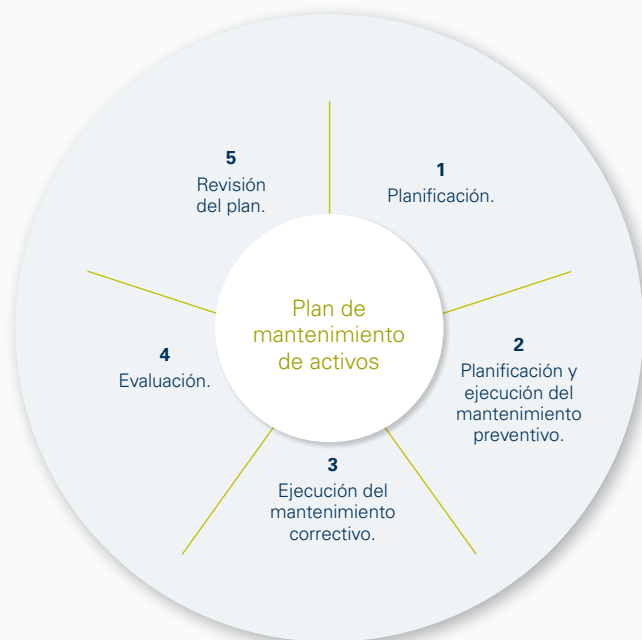 Plan de
mantenimiento
de activos
1
Planificación.
2
Planificación y
ejecución del
mantenimiento
preventivo.
3
Ejecución del
mantenimiento
correctivo.
4
Evaluación.
5
Revisión
del plan.